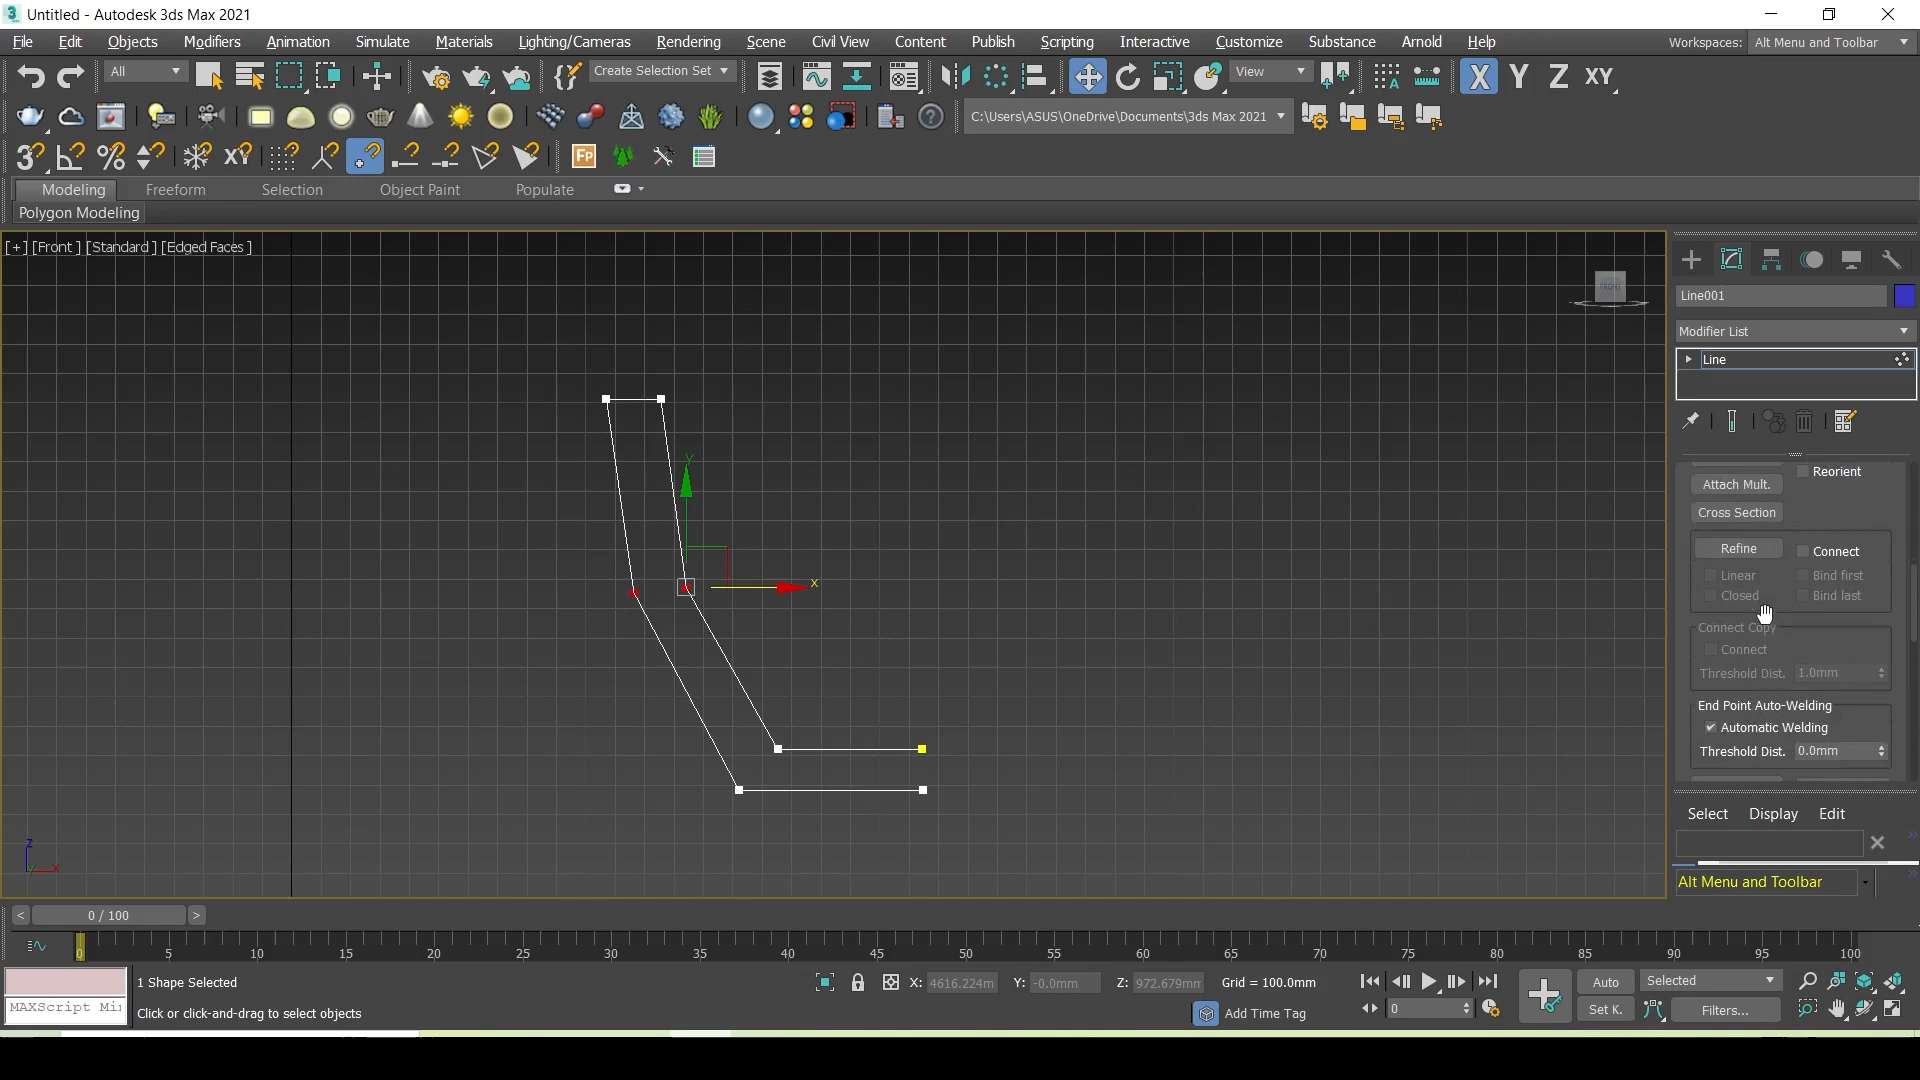 Untitled - Autodesk 3ds Max 2021
File Edit Objects Modifiers Animation Simulate Materials Lighting/Cameras Rendering Scene Civil View Content Publish Scripting Interactive Customize Substance Arnold Help Workspaces: Alt Menu and Toolbar
All Create Selection Set View X Y Z XY
C:\Users\ASUS\OneDrive\Documents\3ds Max 2021
3 % XY FP
Modeling Freeform Selection Object Paint Populate
Polygon Modeling
[+] [Front ] [Standard ] [Edged Faces ]
FRONT
Line001
Modifier List
Line
Reorient
Attach Mult.
Cross Section
Refine Connect
Linear Bind first
Closed Bind last
Connect Copy
Connect
Threshold Dist. 1.0mm
End Point Auto-Welding
Automatic Welding
Threshold Dist. 0.0mm
y
x
z
y x
Select Display Edit
Alt Menu and Toolbar
< 0 / 100 >
0 5 10 15 20 25 30 35 40 45 50 55 60 65 70 75 80 85 90 95 100
1 Shape Selected X: 4616.224m Y: -0.0mm Z: 972.679mm Grid = 100.0mm Auto Selected
MAXScript Mi
Click or click-and-drag to select objects Add Time Tag 0 Set K. Filters...